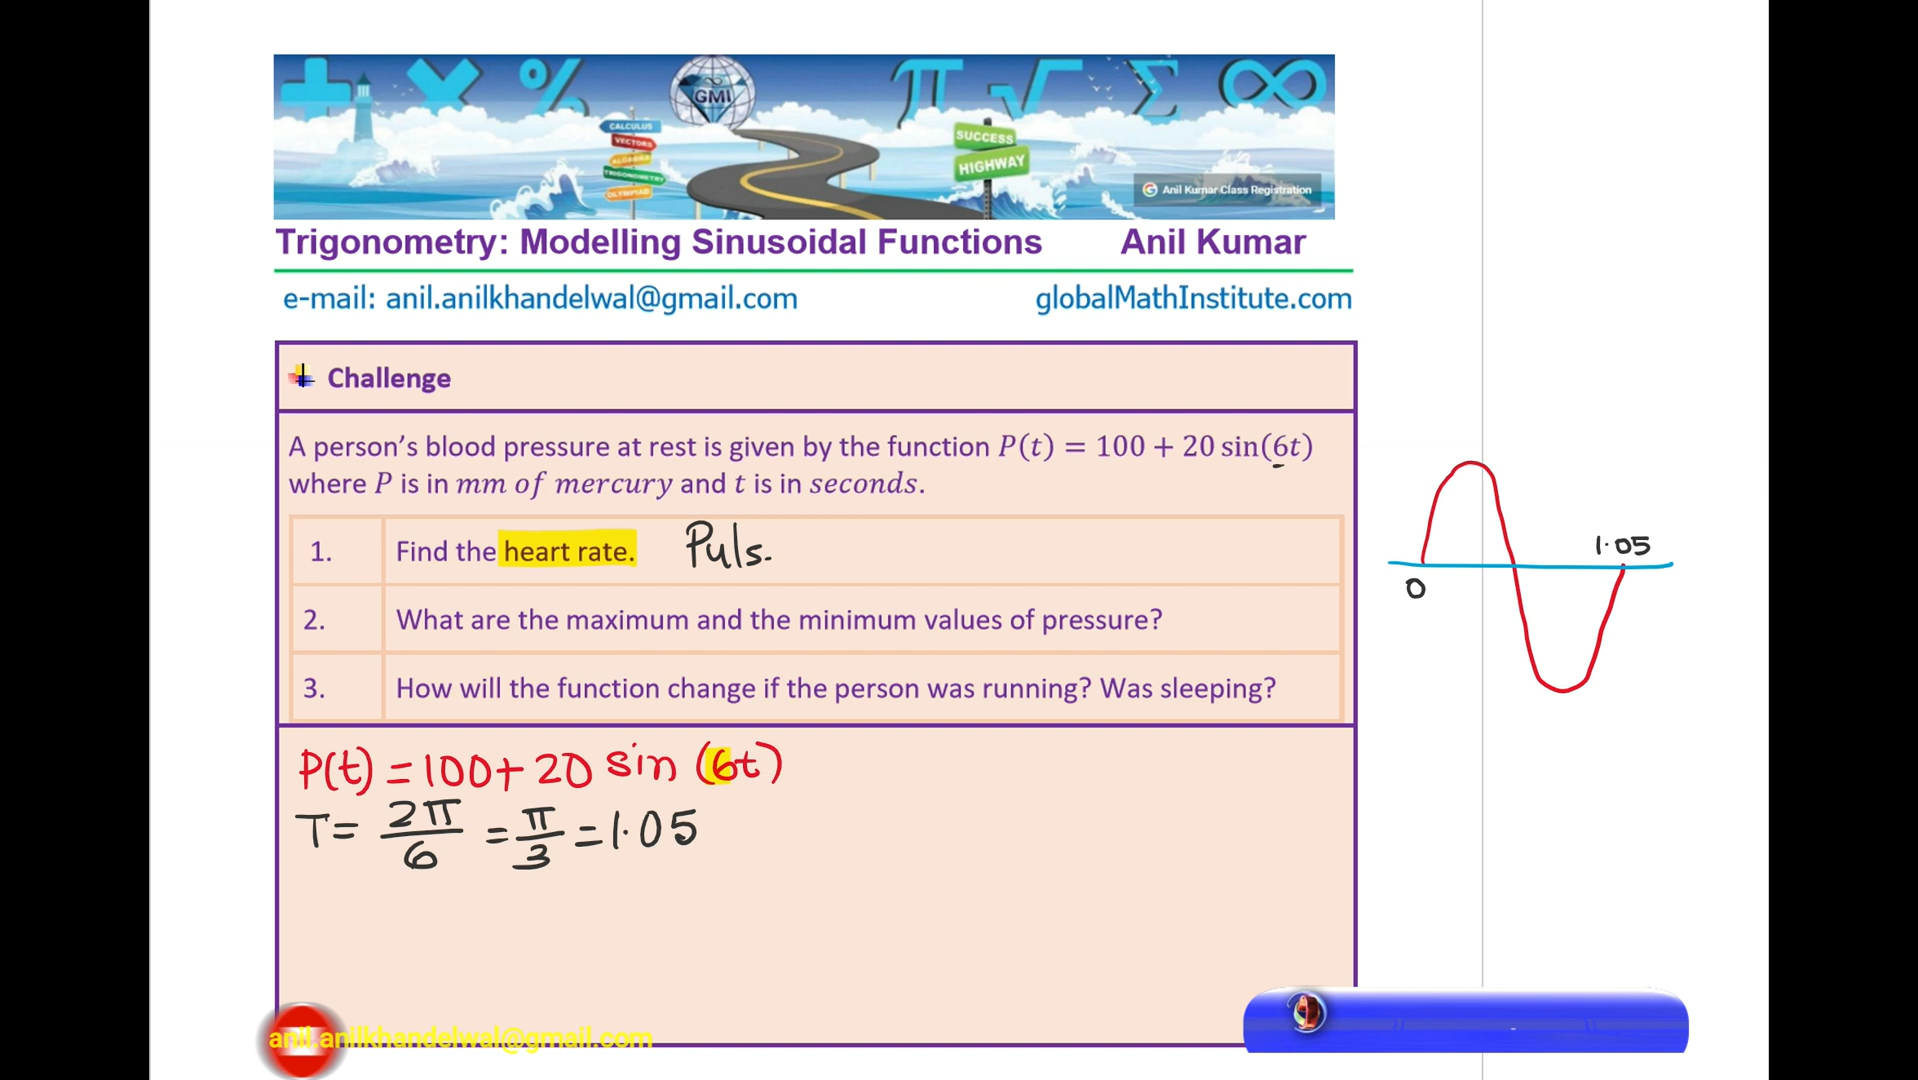 GMI
CALCULUS
VECTORS
ALGEBRA
TRIGONOMETRY
OLYMPIAD
SUCCESS
HIGHWAY
Anil Kumar Class Registration
Trigonometry: Modelling Sinusoidal Functions Anil Kumar
e-mail: anil.anilkhandelwal@gmail.com globalMathInstitute.com
Challenge
A person's blood pressure at rest is given by the function P(t) = 100 + 20 sin(6t)
where P is in mm of mercury and t is in seconds.
1. Find the heart rate. Puls.
2. What are the maximum and the minimum values of pressure?
3. How will the function change if the person was running? Was sleeping?
1.05
0
P(t) = 100 + 20 sin (6t)
T = 2π/6 = π/3 = 1.05
anil.anilkhandelwal@gmail.com